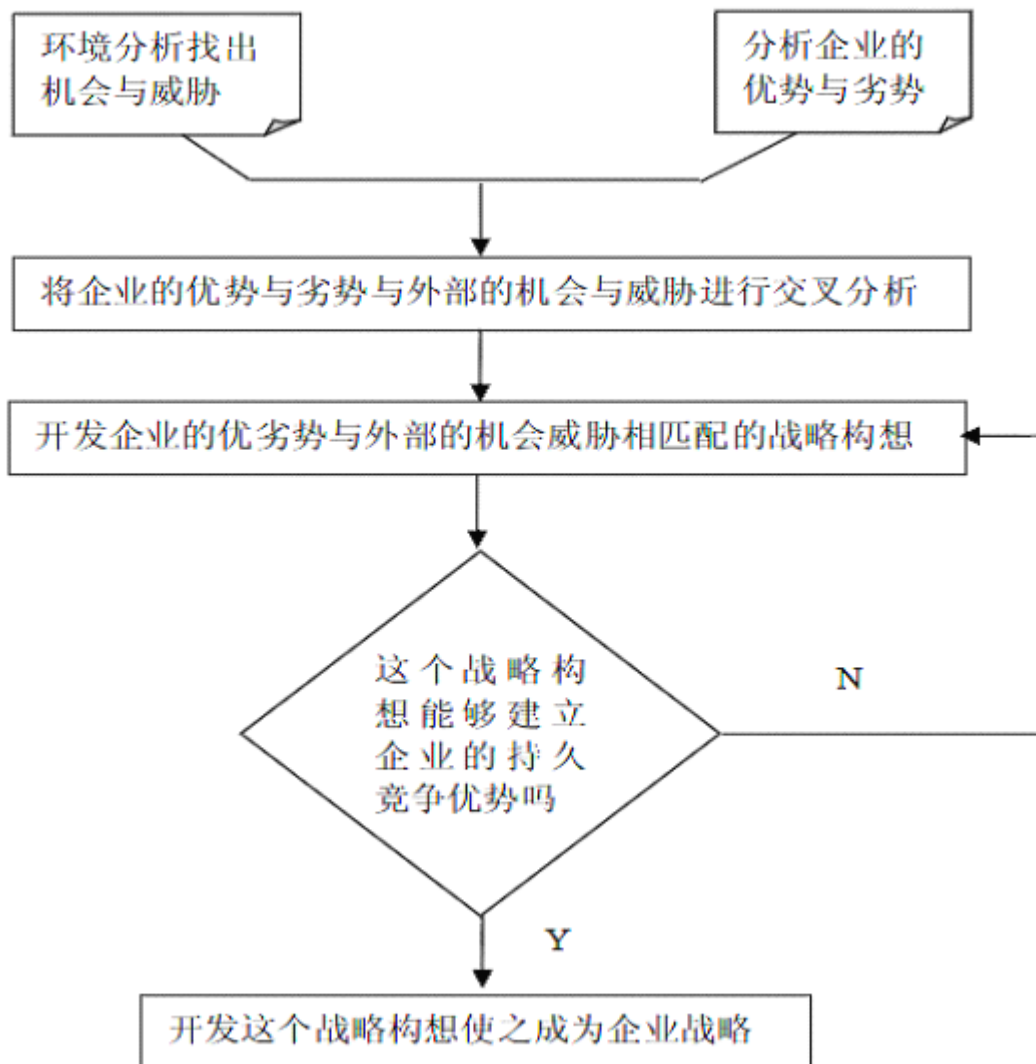 环境分析找出
机会与威胁
分析企业的
优势与劣势
将企业的优势与劣势与外部的机会与威胁进行交叉分析
开发企业的优劣势与外部的机会威胁相匹配的战略构想
这个战略构
想能够建立
企业的持久
竞争优势吗
N
Y
开发这个战略构想使之成为企业战略